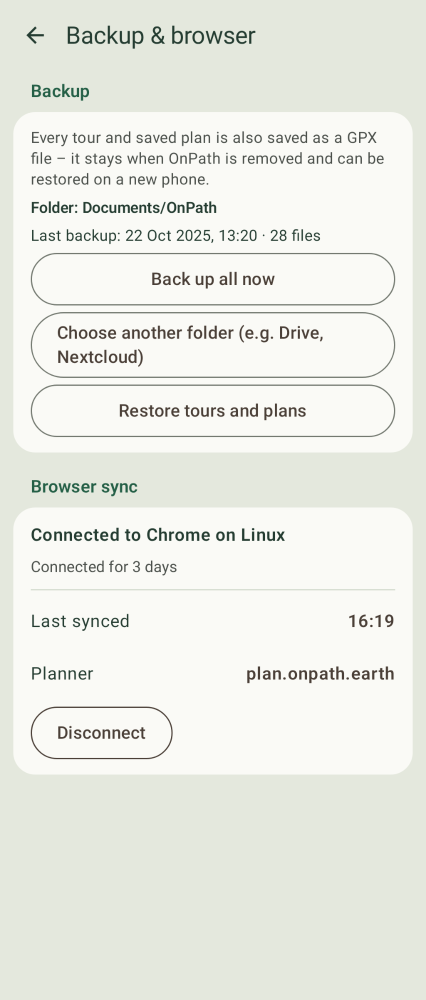 Backup & browser
Backup
Every tour and saved plan is also saved as a GPX
file – it stays when OnPath is removed and can be
restored on a new phone.
Folder: Documents/OnPath
Last backup: 22 Oct 2025, 13:20 · 28 files
Back up all now
Choose another folder (e.g. Drive,
Nextcloud)
Restore tours and plans
Browser sync
Connected to Chrome on Linux
Connected for 3 days
Last synced 16:19
Planner plan.onpath.earth
Disconnect